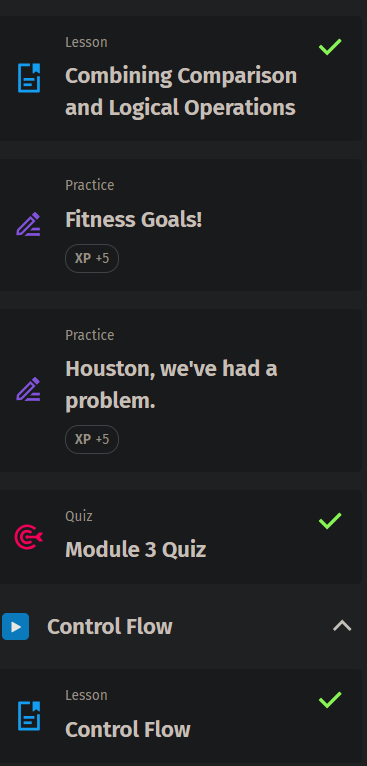 Lesson
Combining Comparison
and Logical Operations
Practice
Fitness Goals!
XP +5
Practice
Houston, we've had a
problem.
XP +5
Quiz
Module 3 Quiz
Control Flow
Lesson
Control Flow